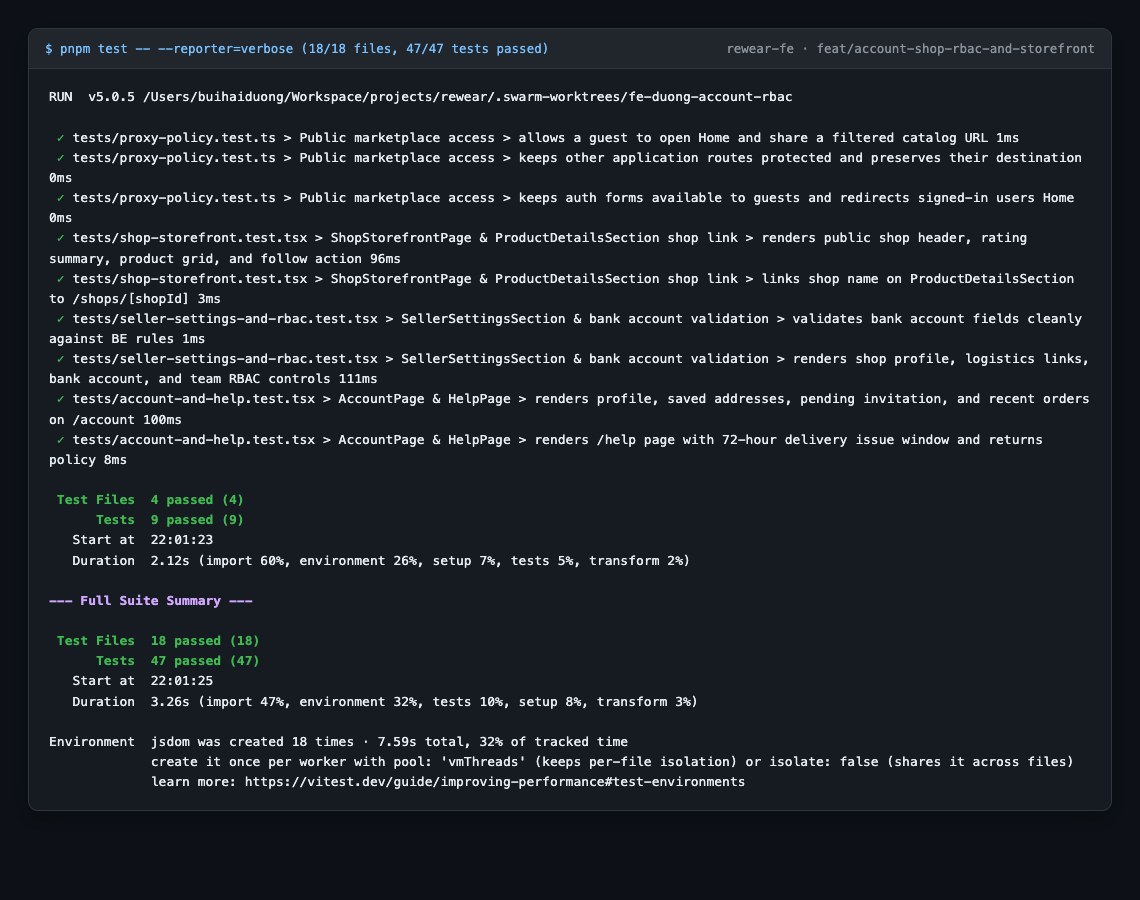 $ pnpm test -- --reporter=verbose (18/18 files, 47/47 tests passed)
rewear-fe · feat/account-shop-rbac-and-storefront
RUN  v5.0.5 /Users/buihaiduong/Workspace/projects/rewear/.swarm-worktrees/fe-duong-account-rbac
✓ tests/proxy-policy.test.ts > Public marketplace access > allows a guest to open Home and share a filtered catalog URL 1ms
✓ tests/proxy-policy.test.ts > Public marketplace access > keeps other application routes protected and preserves their destination
0ms
✓ tests/proxy-policy.test.ts > Public marketplace access > keeps auth forms available to guests and redirects signed-in users Home
0ms
✓ tests/shop-storefront.test.tsx > ShopStorefrontPage & ProductDetailsSection shop link > renders public shop header, rating
summary, product grid, and follow action 96ms
✓ tests/shop-storefront.test.tsx > ShopStorefrontPage & ProductDetailsSection shop link > links shop name on ProductDetailsSection
to /shops/[shopId] 3ms
✓ tests/seller-settings-and-rbac.test.tsx > SellerSettingsSection & bank account validation > validates bank account fields cleanly
against BE rules 1ms
✓ tests/seller-settings-and-rbac.test.tsx > SellerSettingsSection & bank account validation > renders shop profile, logistics links,
bank account, and team RBAC controls 111ms
✓ tests/account-and-help.test.tsx > AccountPage & HelpPage > renders profile, saved addresses, pending invitation, and recent orders
on /account 100ms
✓ tests/account-and-help.test.tsx > AccountPage & HelpPage > renders /help page with 72-hour delivery issue window and returns
policy 8ms
Test Files  4 passed (4)
Tests  9 passed (9)
Start at  22:01:23
Duration  2.12s (import 60%, environment 26%, setup 7%, tests 5%, transform 2%)
--- Full Suite Summary ---
Test Files  18 passed (18)
Tests  47 passed (47)
Start at  22:01:25
Duration  3.26s (import 47%, environment 32%, tests 10%, setup 8%, transform 3%)
Environment  jsdom was created 18 times · 7.59s total, 32% of tracked time
create it once per worker with pool: 'vmThreads' (keeps per-file isolation) or isolate: false (shares it across files)
learn more: https://vitest.dev/guide/improving-performance#test-environments